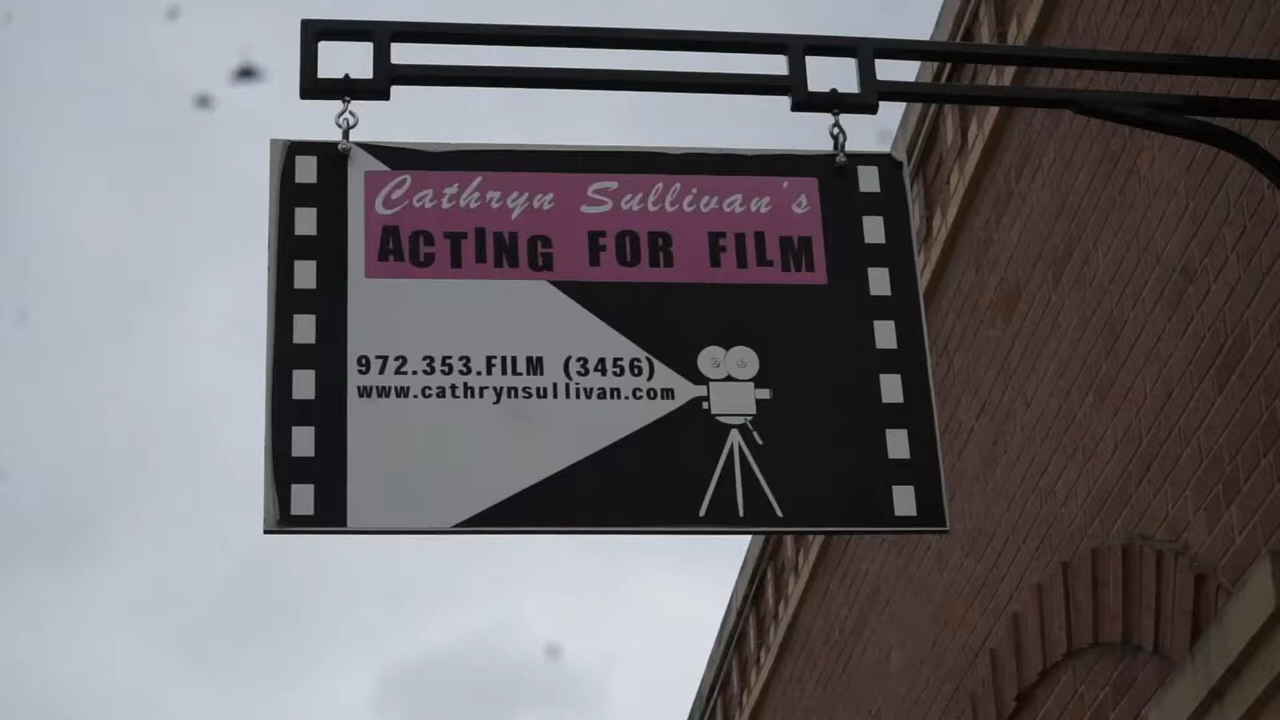 Cathryn Sullivan's
ACTING FOR FILM
972.353.FILM (3456)
www.cathrynsullivan.com